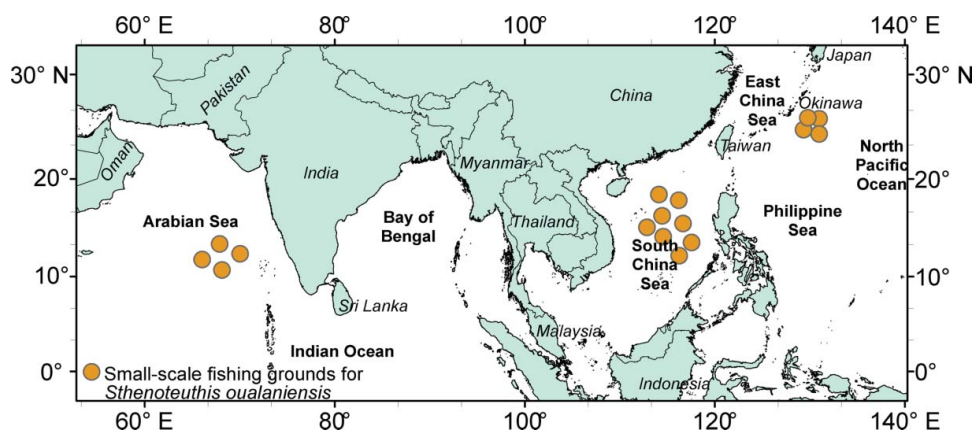 60° E
80°
100°
120°
140° E
30° N
30° N
20°
20°
10°
10°
0°
0°
Japan
Pakistan
China
East
China
Sea
Okinawa
Oman
India
Myanmar
Taiwan
North
Pacific
Ocean
Arabian Sea
Bay of
Bengal
Thailand
Philippine
Sea
South
China
Sea
Sri Lanka
Malaysia
Indian Ocean
Indonesia
Small-scale fishing grounds for
Sthenoteuthis oualaniensis
60° E
80°
100°
120°
140° E